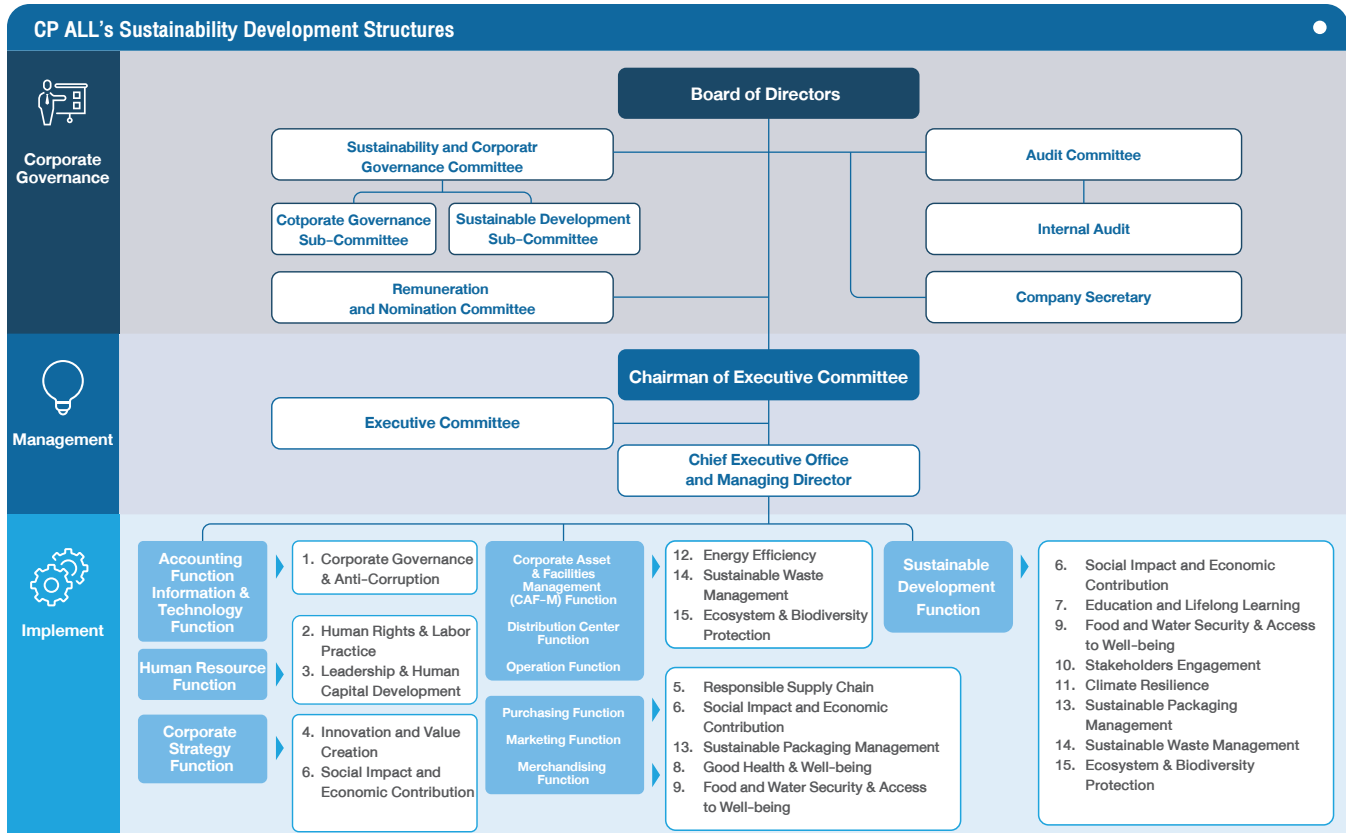 CP ALL's Sustainability Development Structures
Corporate
Governance
Board of Directors
Sustainability and Corporatr
Governance Committee
Cotporate Governance
Sub-Committee
Sustainable Development
Sub-Committee
Remuneration
and Nomination Committee
Audit Committee
Internal Audit
Company Secretary
Management
Chairman of Executive Committee
Executive Committee
Chief Executive Office
and Managing Director
Implement
Accounting
Function
Information &
Technology
Function
1. Corporate Governance
& Anti-Corruption
Human Resource
Function
2. Human Rights & Labor
Practice
3. Leadership & Human
Capital Development
Corporate
Strategy
Function
4. Innovation and Value
Creation
6. Social Impact and
Economic Contribution
Corporate Asset
& Facilities
Management
(CAF-M) Function
Distribution Center
Function
Operation Function
12. Energy Efficiency
14. Sustainable Waste
Management
15. Ecosystem & Biodiversity
Protection
Purchasing Function
Marketing Function
Merchandising
Function
5. Responsible Supply Chain
6. Social Impact and Economic
Contribution
13. Sustainable Packaging Management
8. Good Health & Well-being
9. Food and Water Security & Access
to Well-being
Sustainable
Development
Function
6. Social Impact and Economic
Contribution
7. Education and Lifelong Learning
9. Food and Water Security & Access
to Well-being
10. Stakeholders Engagement
11. Climate Resilience
13. Sustainable Packaging
Management
14. Sustainable Waste Management
15. Ecosystem & Biodiversity
Protection